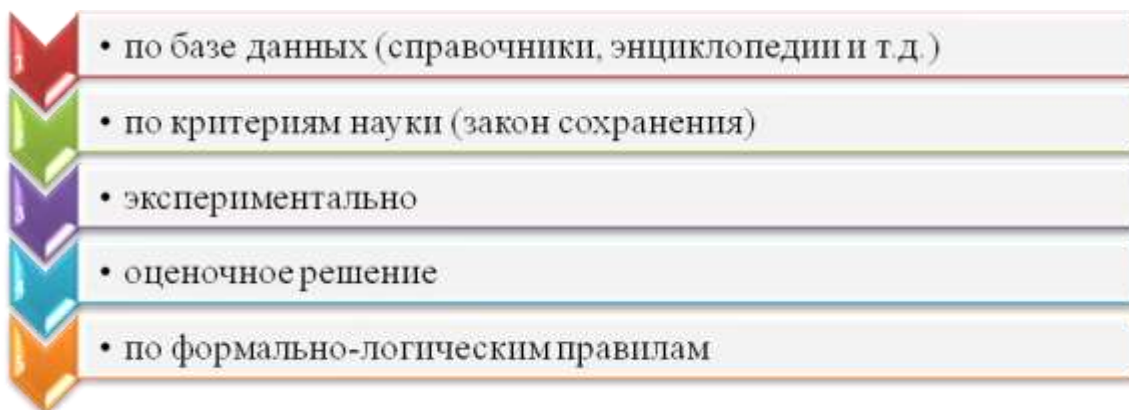 • по базе данных (справочники, энциклопедии и т.д.)
• по критериям науки (закон сохранения)
• экспериментально
• оценочное решение
• по формально-логическим правилам